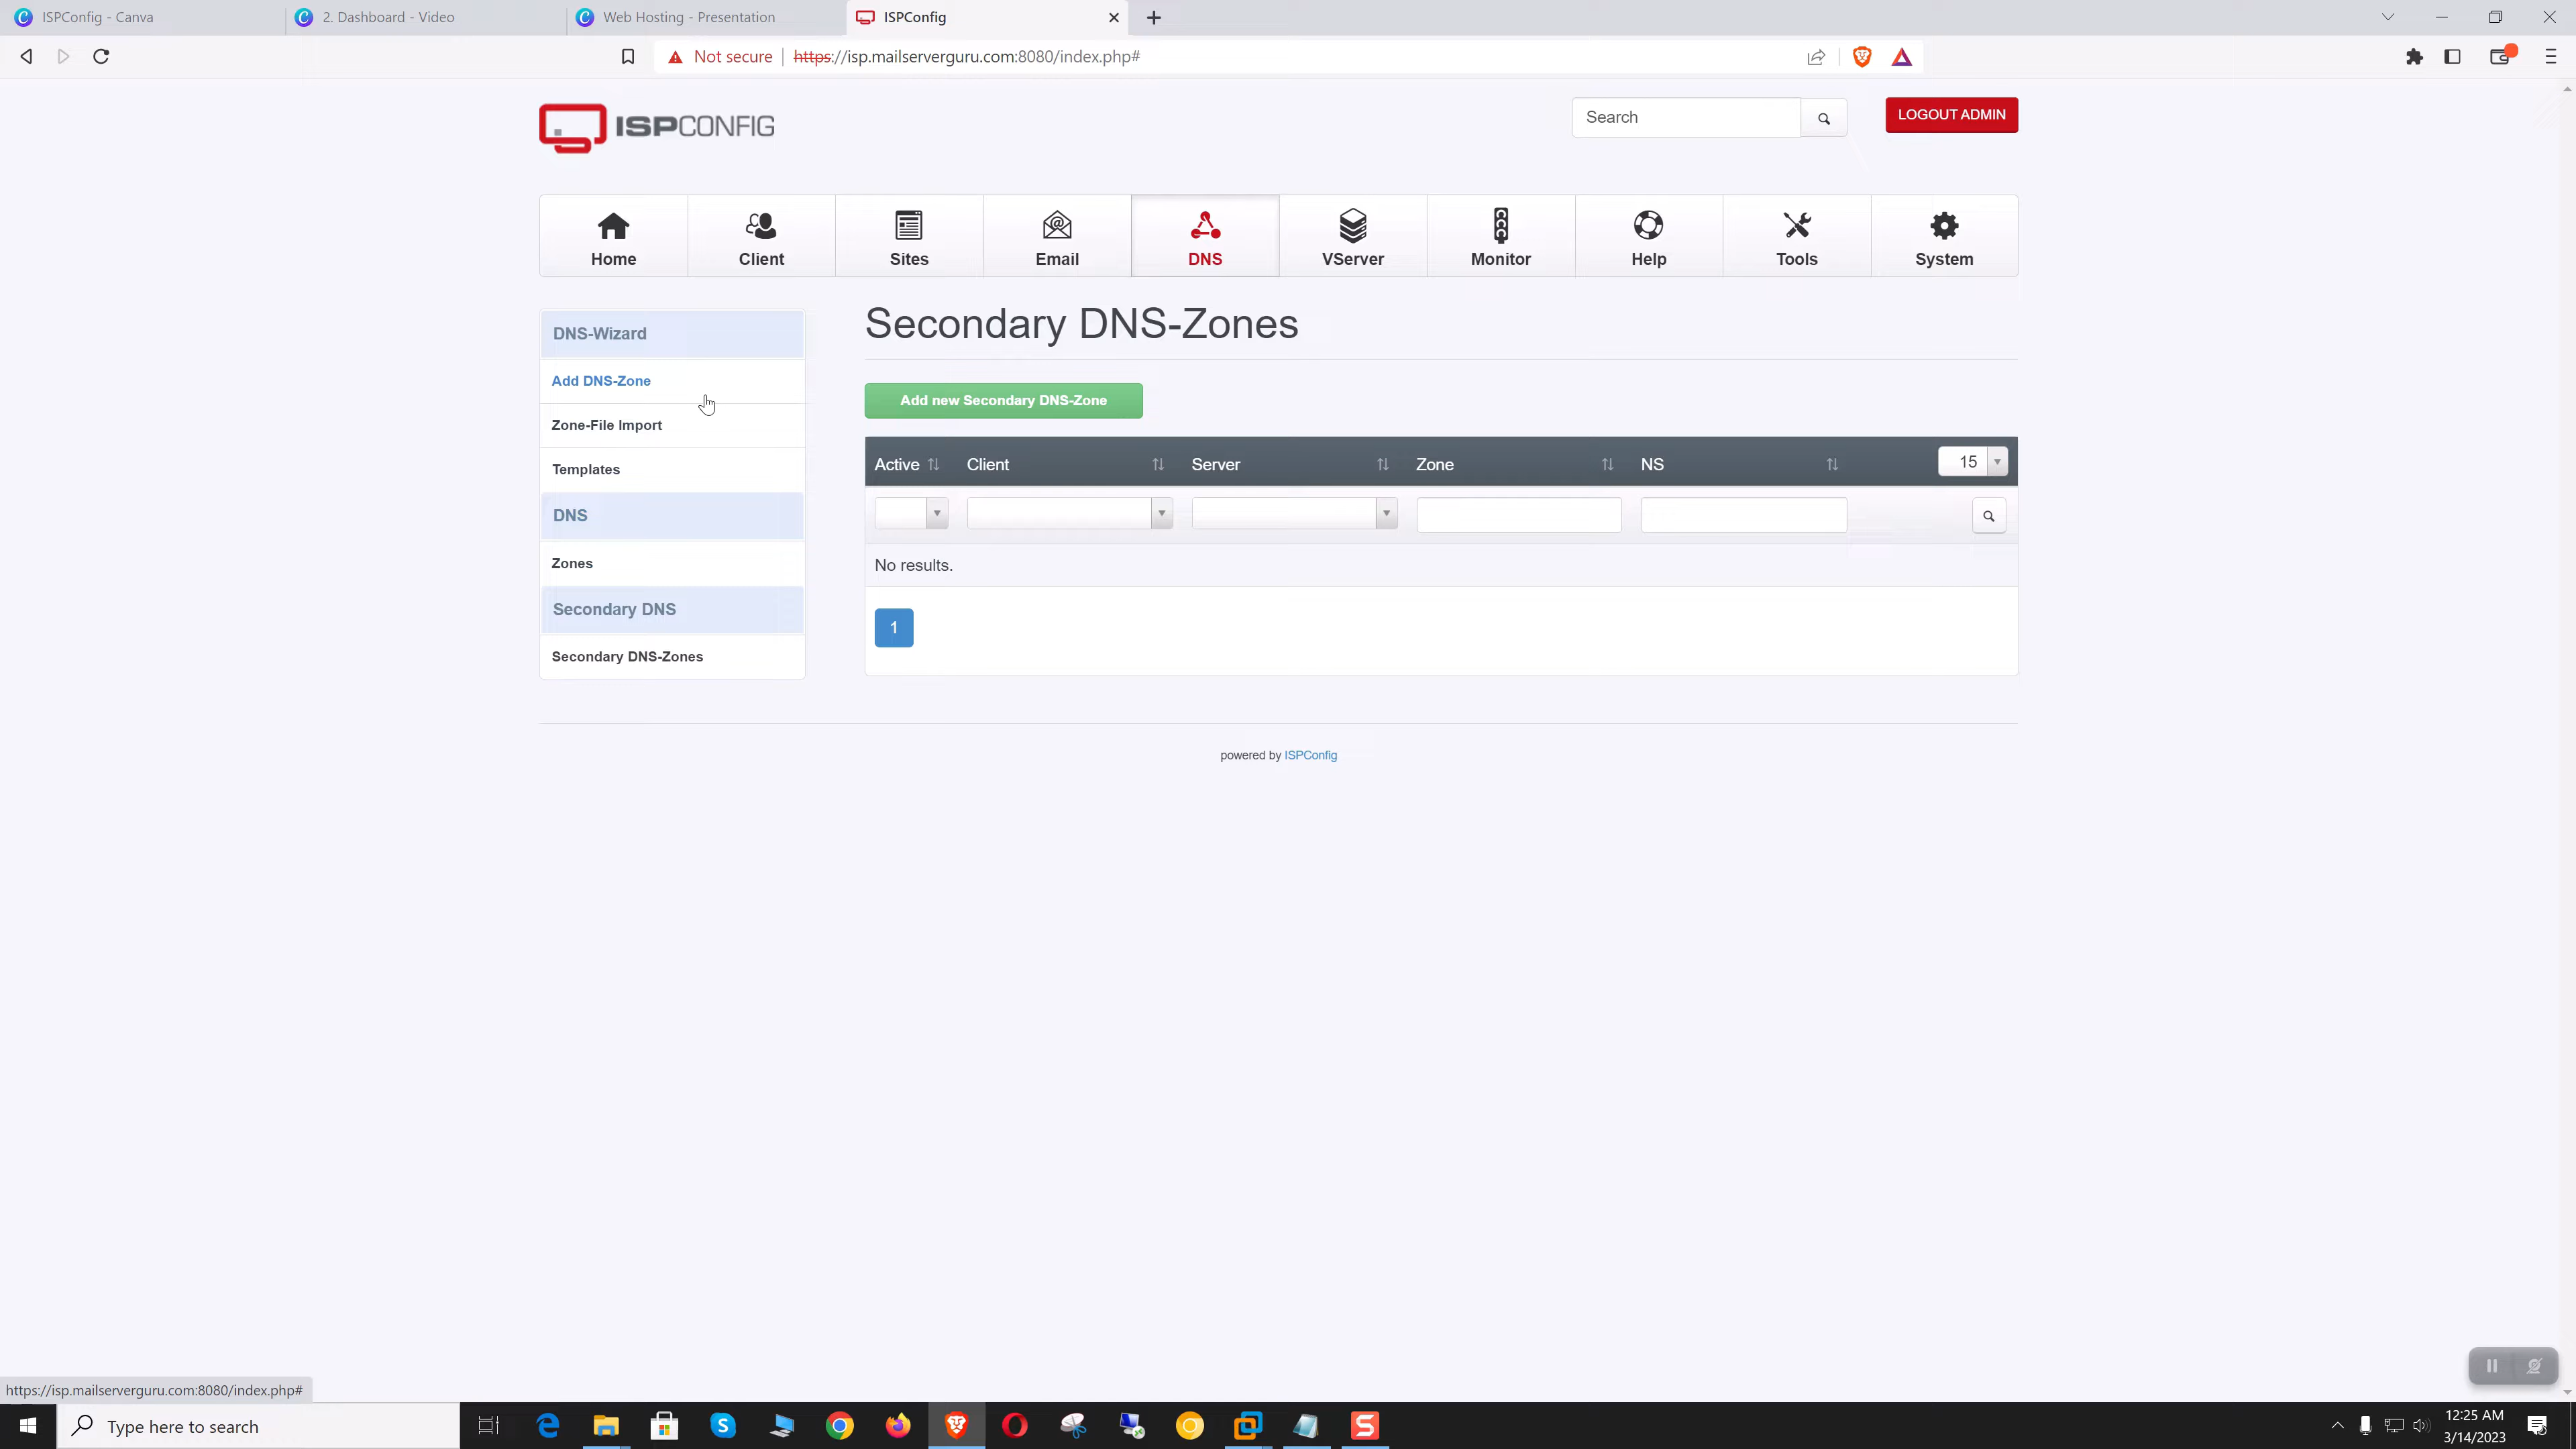 ISPConfig - Canva
2. Dashboard - Video
Web Hosting - Presentation
ISPConfig
Not secure
https://isp.mailserverguru.com:8080/index.php#
ISPCONFIG
Search
LOGOUT ADMIN
Home
Client
Sites
Email
DNS
VServer
Monitor
Help
Tools
System
DNS-Wizard
Add DNS-Zone
Zone-File Import
Templates
DNS
Zones
Secondary DNS
Secondary DNS-Zones
Secondary DNS-Zones
Add new Secondary DNS-Zone
Active
Client
Server
Zone
NS
15
No results.
1
powered by ISPConfig
https://isp.mailserverguru.com:8080/index.php#
Type here to search
12:25 AM
3/14/2023